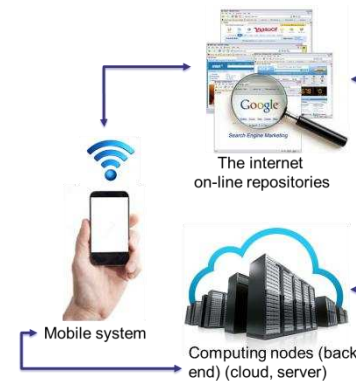 YAHOO!
Google
Search Engine Marketing
The internet
on-line repositories
Mobile system
Computing nodes (back
end) (cloud, server)